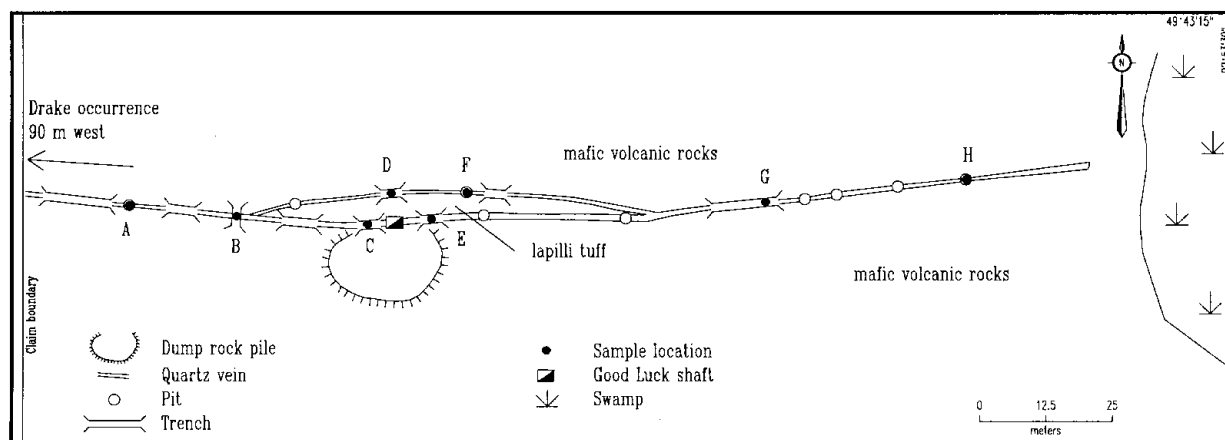 49°43'15"
N
Drake occurrence
90 m west
mafic volcanic rocks
D
F
H
G
A
B
C
E
lapilli tuff
mafic volcanic rocks
Claim boundary
Dump rock pile
Quartz vein
Pit
Trench
Sample location
Good Luck shaft
Swamp
0 12.5 25
meters